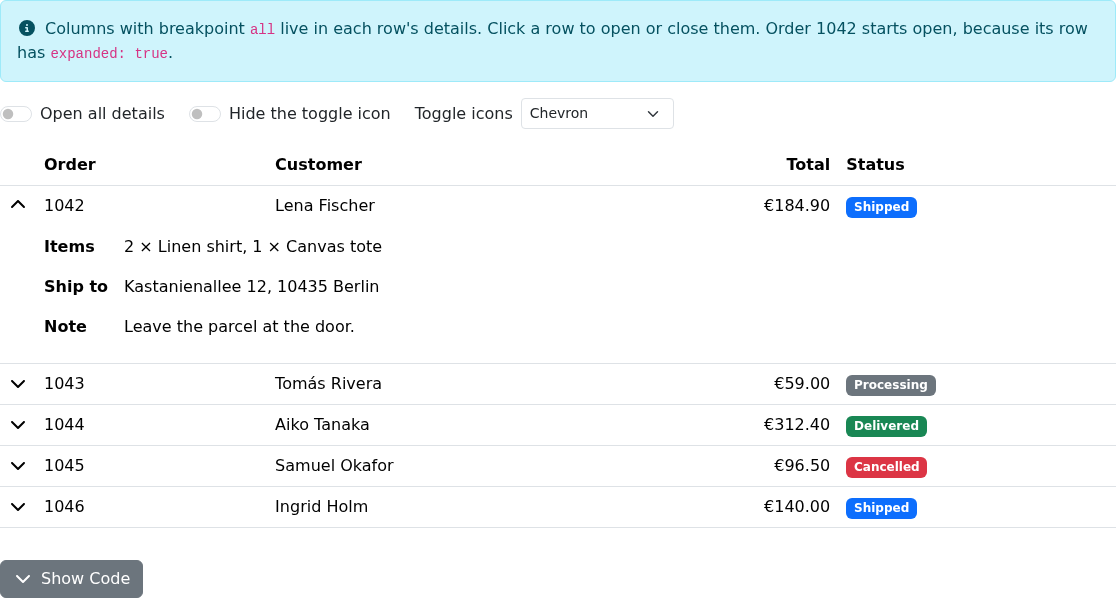 Columns with breakpoint all live in each row's details. Click a row to open or close them. Order 1042 starts open, because its row
has expanded: true.
Open all details Hide the toggle icon Toggle icons Chevron
Order Customer Total Status
1042 Lena Fischer €184.90 Shipped
Items 2 × Linen shirt, 1 × Canvas tote
Ship to Kastanienallee 12, 10435 Berlin
Note Leave the parcel at the door.
1043 Tomás Rivera €59.00 Processing
1044 Aiko Tanaka €312.40 Delivered
1045 Samuel Okafor €96.50 Cancelled
1046 Ingrid Holm €140.00 Shipped
Show Code